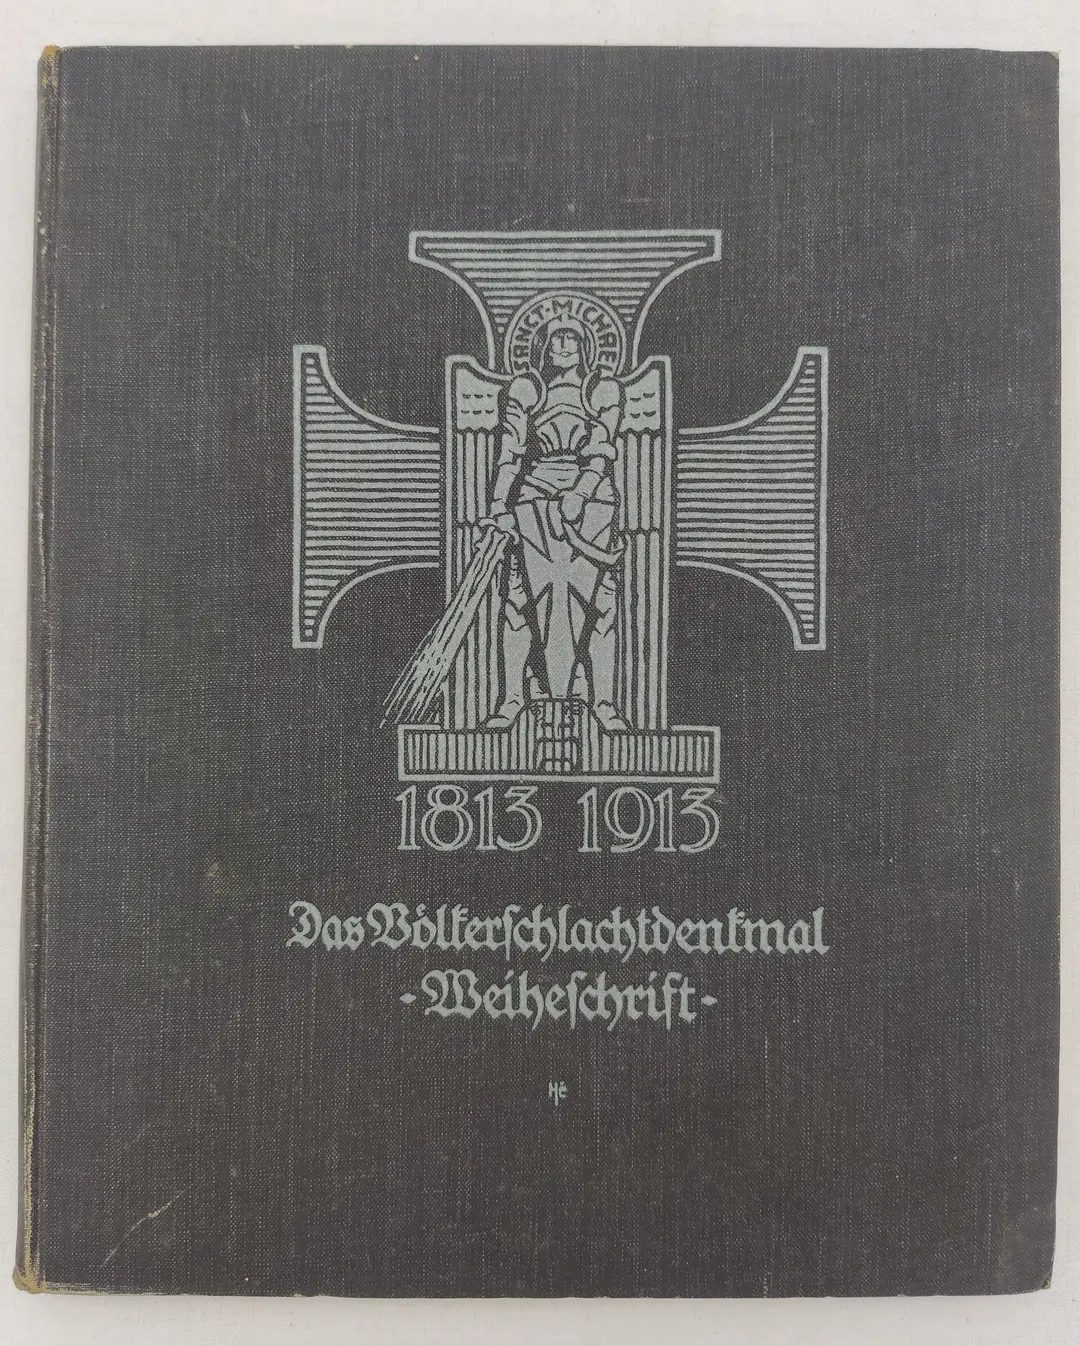 SANCT·MICHAEL
1813 1913
Das Völkerschlachtdenkmal
-Weiheschrift-